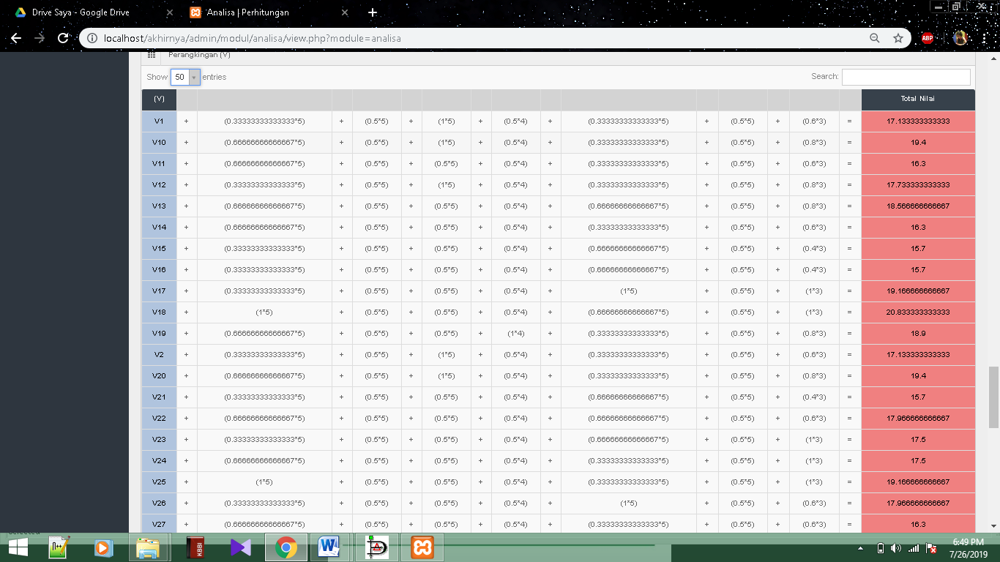 Drive Saya - Google Drive
Analisa | Perhitungan
localhost/akhirnya/admin/modul/analisa/view.php?module=analisa
ABP
Perangkingan (V)
Show 50 entries
Search:
(V) Total Nilai
V1 + (0.33333333333333*5) + (0.5*5) + (1*5) + (0.5*4) + (0.33333333333333*5) + (0.5*5) + (0.6*3) = 17.133333333333
V10 + (0.66666666666667*5) + (0.5*5) + (1*5) + (0.5*4) + (0.33333333333333*5) + (0.5*5) + (0.8*3) = 19.4
V11 + (0.66666666666667*5) + (0.5*5) + (0.5*5) + (0.5*4) + (0.33333333333333*5) + (0.5*5) + (0.6*3) = 16.3
V12 + (0.33333333333333*5) + (0.5*5) + (1*5) + (0.5*4) + (0.33333333333333*5) + (0.5*5) + (0.8*3) = 17.733333333333
V13 + (0.66666666666667*5) + (0.5*5) + (0.5*5) + (0.5*4) + (0.66666666666667*5) + (0.5*5) + (0.8*3) = 18.566666666667
V14 + (0.66666666666667*5) + (0.5*5) + (0.5*5) + (0.5*4) + (0.33333333333333*5) + (0.5*5) + (0.6*3) = 16.3
V15 + (0.33333333333333*5) + (0.5*5) + (0.5*5) + (0.5*4) + (0.66666666666667*5) + (0.5*5) + (0.4*3) = 15.7
V16 + (0.33333333333333*5) + (0.5*5) + (0.5*5) + (0.5*4) + (0.66666666666667*5) + (0.5*5) + (0.4*3) = 15.7
V17 + (0.33333333333333*5) + (0.5*5) + (0.5*5) + (0.5*4) + (1*5) + (0.5*5) + (1*3) = 19.166666666667
V18 + (1*5) + (0.5*5) + (0.5*5) + (0.5*4) + (0.66666666666667*5) + (0.5*5) + (1*3) = 20.833333333333
V19 + (0.66666666666667*5) + (0.5*5) + (0.5*5) + (1*4) + (0.33333333333333*5) + (0.5*5) + (0.8*3) = 18.9
V2 + (0.33333333333333*5) + (0.5*5) + (1*5) + (0.5*4) + (0.33333333333333*5) + (0.5*5) + (0.6*3) = 17.133333333333
V20 + (0.66666666666667*5) + (0.5*5) + (1*5) + (0.5*4) + (0.33333333333333*5) + (0.5*5) + (0.8*3) = 19.4
V21 + (0.33333333333333*5) + (0.5*5) + (0.5*5) + (0.5*4) + (0.66666666666667*5) + (0.5*5) + (0.4*3) = 15.7
V22 + (0.66666666666667*5) + (0.5*5) + (0.5*5) + (0.5*4) + (0.66666666666667*5) + (0.5*5) + (0.6*3) = 17.966666666667
V23 + (0.33333333333333*5) + (0.5*5) + (0.5*5) + (0.5*4) + (0.66666666666667*5) + (0.5*5) + (1*3) = 17.5
V24 + (0.66666666666667*5) + (0.5*5) + (0.5*5) + (0.5*4) + (0.33333333333333*5) + (0.5*5) + (1*3) = 17.5
V25 + (1*5) + (0.5*5) + (0.5*5) + (0.5*4) + (0.33333333333333*5) + (0.5*5) + (1*3) = 19.166666666667
V26 + (0.33333333333333*5) + (0.5*5) + (0.5*5) + (0.5*4) + (1*5) + (0.5*5) + (0.6*3) = 17.966666666667
V27 + (0.66666666666667*5) + (0.5*5) + (0.5*5) + (0.5*4) + (0.33333333333333*5) + (0.5*5) + (0.6*3) = 16.3
KBBI
6:49 PM
7/26/2019